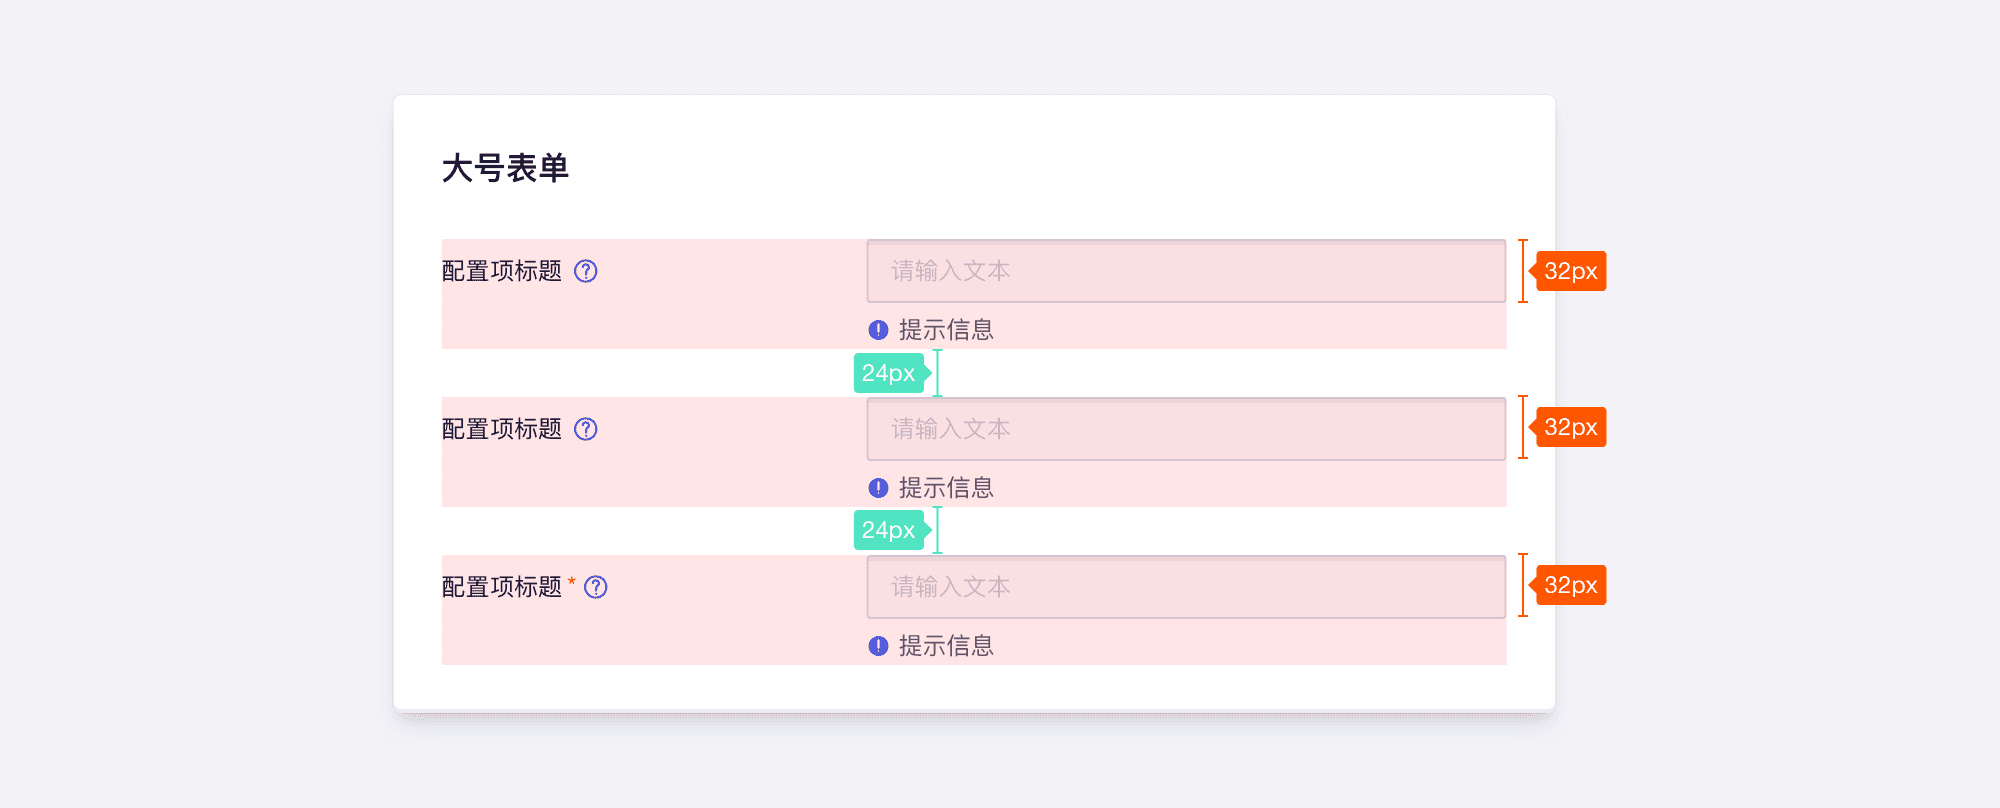 大号表单
配置项标题
请输入文本
32px
提示信息
24px
配置项标题
请输入文本
32px
提示信息
24px
配置项标题 *
请输入文本
32px
提示信息